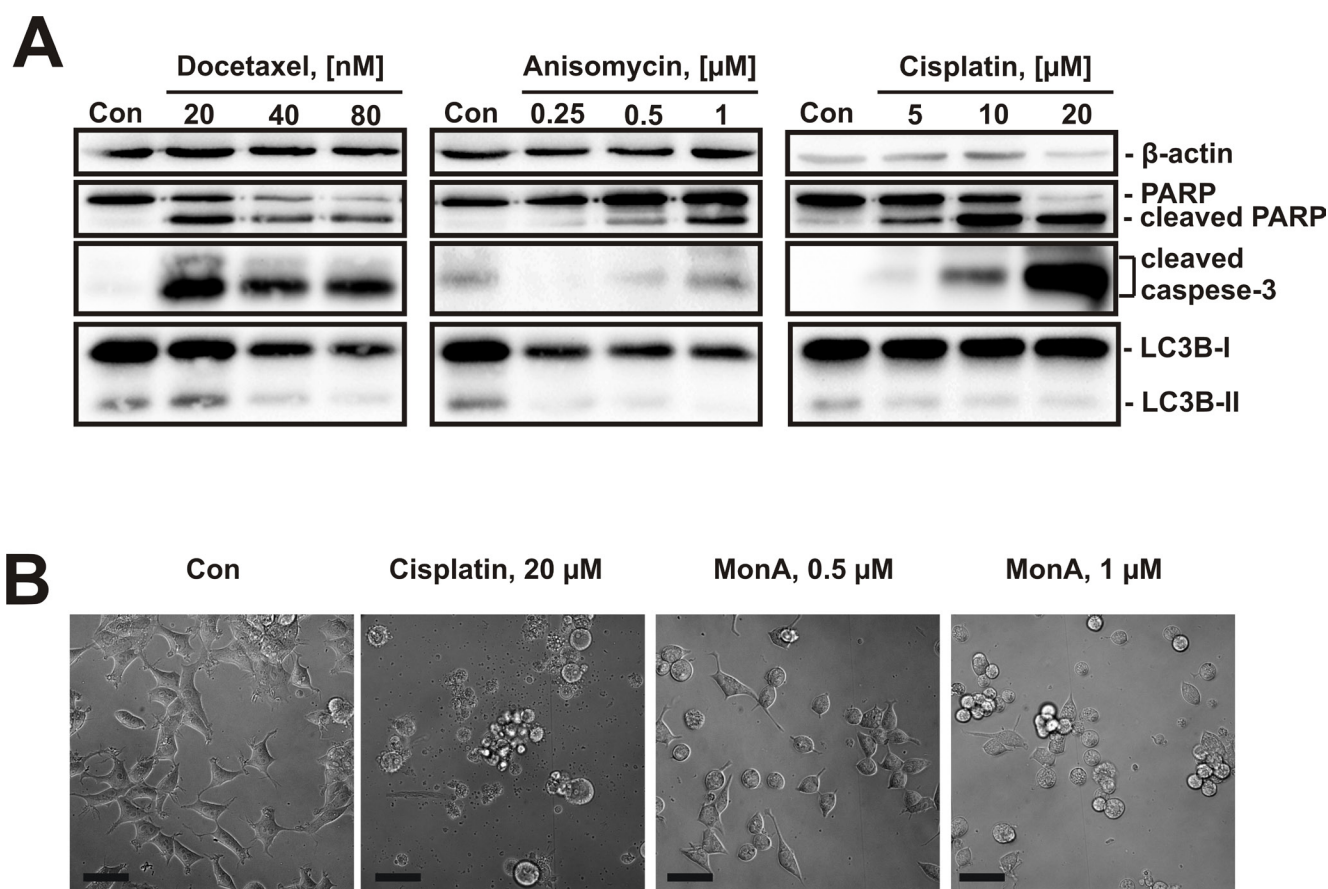 A
Docetaxel, [nM]
Anisomycin, [µM]
Cisplatin, [µM]
Con 20 40 80
Con 0.25 0.5 1
Con 5 10 20
- β-actin
- PARP
- cleaved PARP
cleaved
caspese-3
- LC3B-I
- LC3B-II
B
Con
Cisplatin, 20 µM
MonA, 0.5 µM
MonA, 1 µM